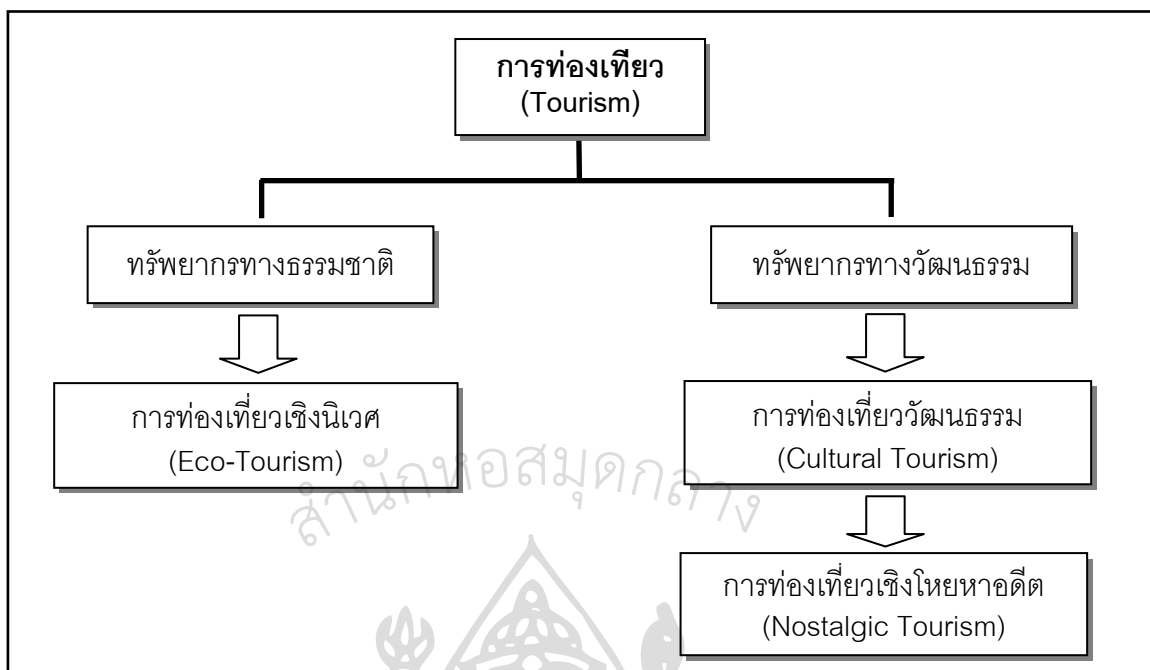 การท่องเที่ยว
(Tourism)
ทรัพยากรทางธรรมชาติ
ทรัพยากรทางวัฒนธรรม
การท่องเที่ยวเชิงนิเวศ
(Eco-Tourism)
การท่องเที่ยววัฒนธรรม
(Cultural Tourism)
สำนักหอสมุดกลาง
การท่องเที่ยวเชิงโหยหาอดีต
(Nostalgic Tourism)